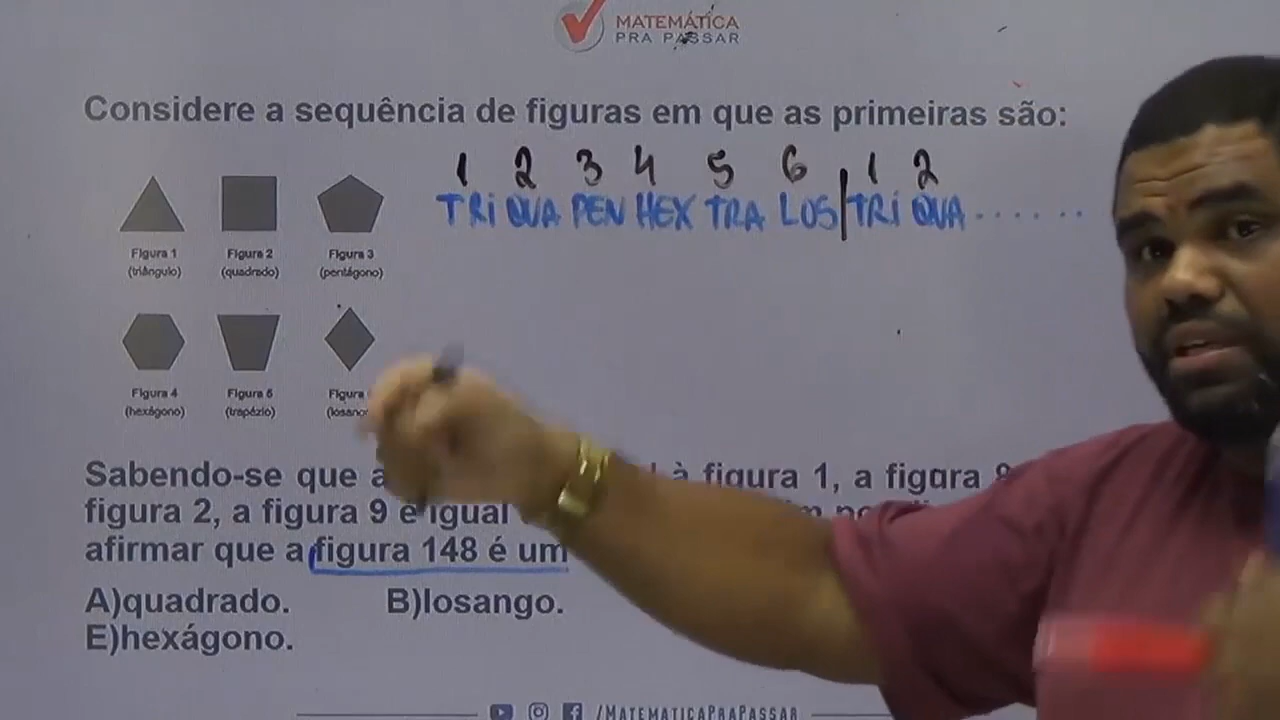 MATEMÁTICA
PRA PASSAR
Considere a sequência de figuras em que as primeiras são:
1 2 3 4 5 6 1 2
TRI QUA PEN HEX TRA LOS TRI QUA ........
Figura 1 Figura 2 Figura 3
(triângulo) (quadrado) (pentágono)
Figura 4 Figura 5 Figura
(hexágono) (trapézio)
Sabendo-se que a à figura 1, a figura
figura 2, a figura 9 é igual
afirmar que a figura 148 é um
A)quadrado. B)losango.
E)hexágono.
/MATEMATICAPRAPASSAR